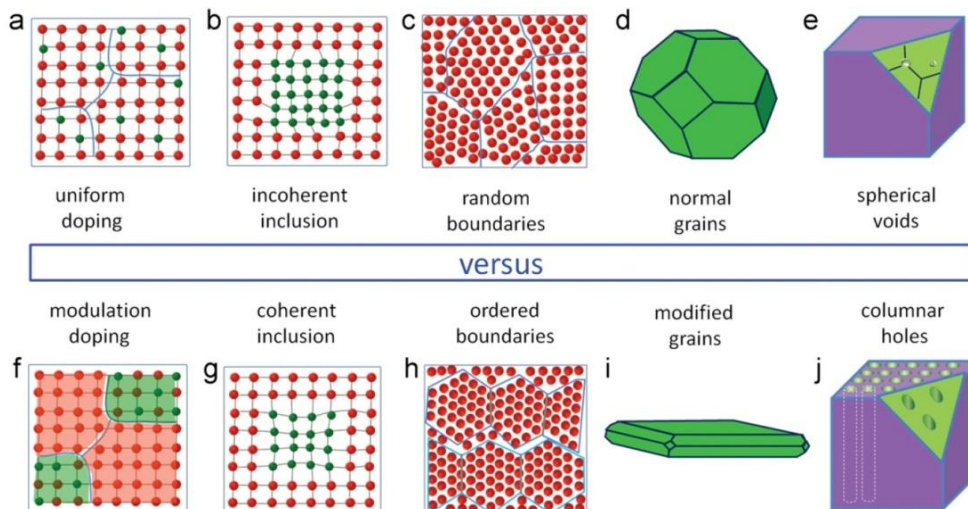 a b c d e
uniform incoherent random normal spherical
doping inclusion boundaries grains voids
versus
modulation coherent ordered modified columnar
doping inclusion boundaries grains holes
f g h i j